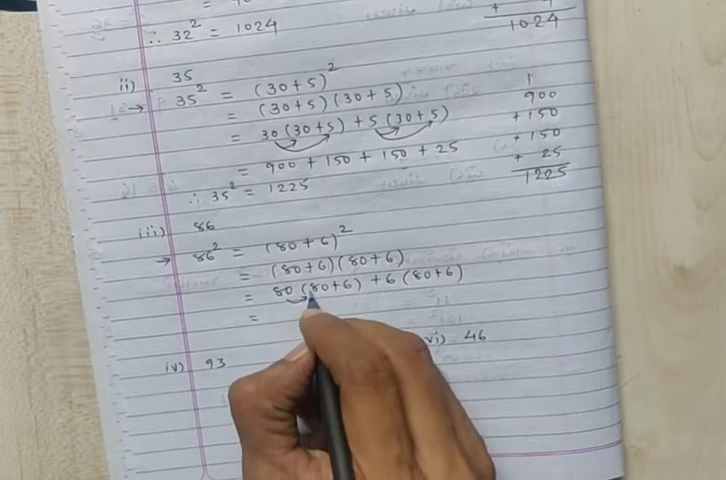 ∴ 32² = 1024
+
1024
ii) 35
→ 35² = (30+5)²
= (30+5)(30+5)
= 30(30+5) + 5(30+5)
= 900 + 150 + 150 + 25
∴ 35² = 1225
1
900
+150
+150
+ 25
1225
iii) 86
→ 86² = (80+6)²
= (80+6)(80+6)
= 80(80+6) + 6(80+6)
=
iv) 93
vi) 46